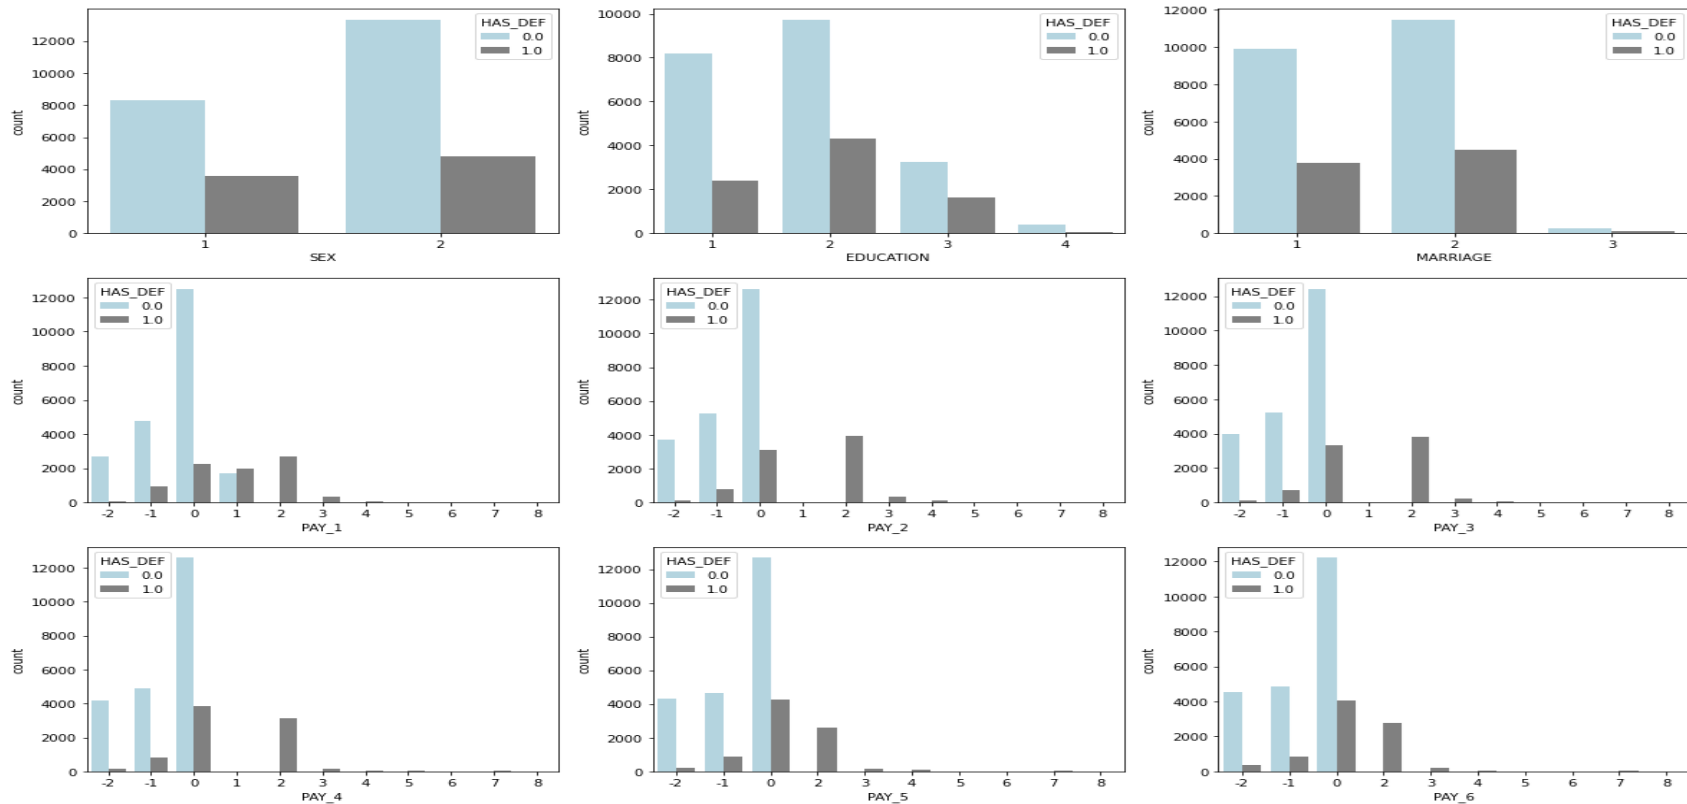 HAS_DEF
0.0
1.0
12000
10000
8000
6000
4000
2000
0
count
1 2
SEX
HAS_DEF
0.0
1.0
10000
8000
6000
4000
2000
0
count
1 2 3 4
EDUCATION
HAS_DEF
0.0
1.0
12000
10000
8000
6000
4000
2000
0
count
1 2 3
MARRIAGE
HAS_DEF
0.0
1.0
12000
10000
8000
6000
4000
2000
0
count
-2 -1 0 1 2 3 4 5 6 7 8
PAY_1
HAS_DEF
0.0
1.0
12000
10000
8000
6000
4000
2000
0
count
-2 -1 0 1 2 3 4 5 6 7 8
PAY_2
HAS_DEF
0.0
1.0
12000
10000
8000
6000
4000
2000
0
count
-2 -1 0 1 2 3 4 5 6 7 8
PAY_3
HAS_DEF
0.0
1.0
12000
10000
8000
6000
4000
2000
0
count
-2 -1 0 1 2 3 4 5 6 7 8
PAY_4
HAS_DEF
0.0
1.0
12000
10000
8000
6000
4000
2000
0
count
-2 -1 0 2 3 4 5 6 7 8
PAY_5
HAS_DEF
0.0
1.0
12000
10000
8000
6000
4000
2000
0
count
-2 -1 0 2 3 4 5 6 7 8
PAY_6